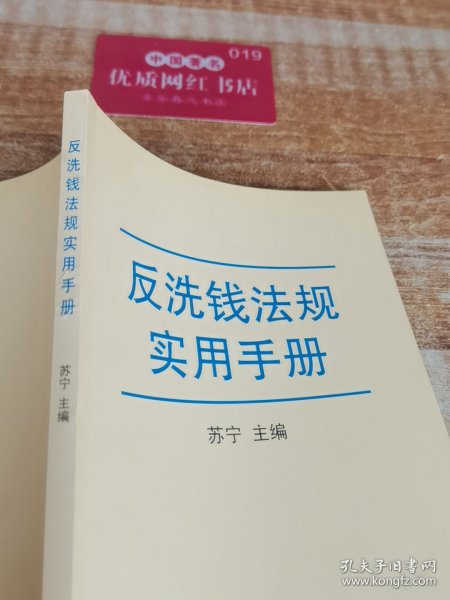 中国著名
019
优质网红书店
反洗钱法规实用手册
苏宁 主编
反洗钱法规
实用手册
苏宁 主编
孔夫子旧书网
www.kongfz.com